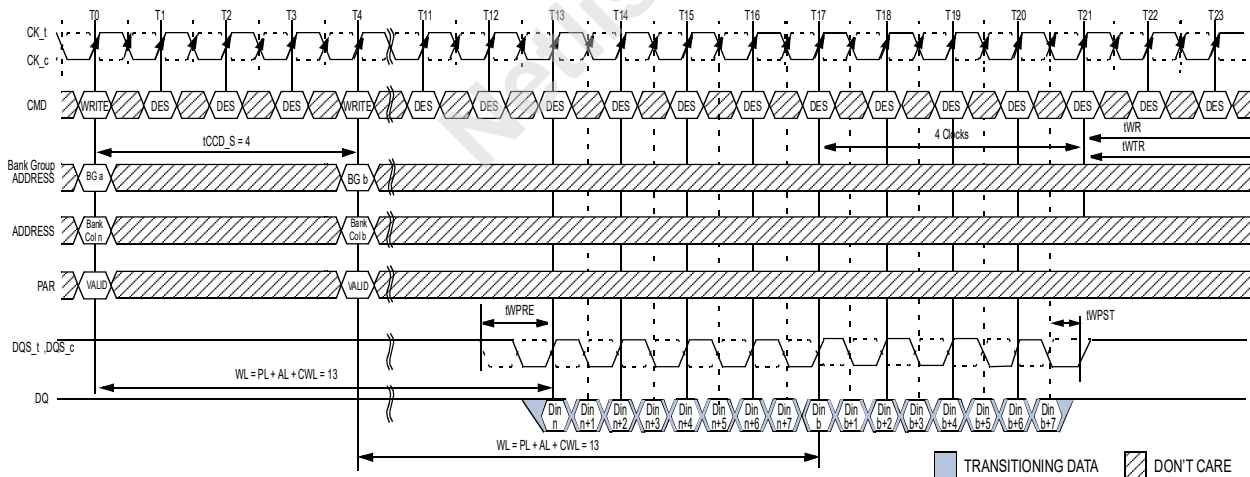 T0 T1 T2 T3 T4 T11 T12 T13 T14 T15 T16 T17 T18 T19 T20 T21 T22 T23
CK_t
CK_c
CMD WRITE DES DES DES WRITE DES DES DES DES DES DES DES DES DES DES DES DES DES
tCCD_S = 4
4 Clocks
tWR
tWTR
Bank Group
ADDRESS
BG a
BG b
ADDRESS
Bank
Col n
Bank
Col b
PAR VALID VALID
tWPRE
tWPST
DQS_t ,DQS_c
WL = PL + AL + CWL = 13
DQ
Din
n
Din
n+1
Din
n+2
Din
n+3
Din
n+4
Din
n+5
Din
n+6
Din
n+7
Din
b
Din
b+1
Din
b+2
Din
b+3
Din
b+4
Din
b+5
Din
b+6
Din
b+7
WL = PL + AL + CWL = 13
TRANSITIONING DATA
DON'T CARE